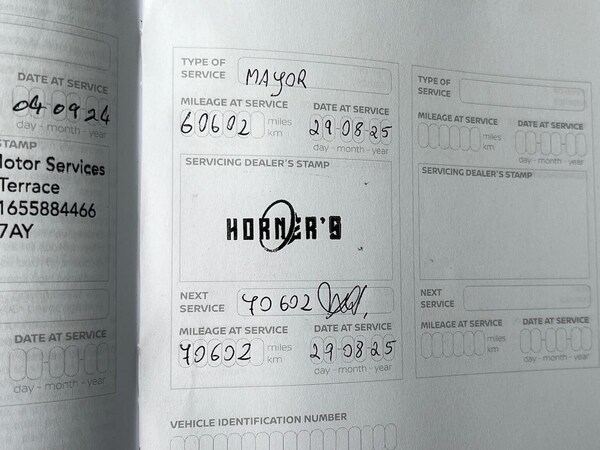 DATE AT SERVICE
04 09 24
day - month - year
STAMP
Motor Services
Terrace
1655884466
7AY
DATE AT SERVICE
day - month - year
TYPE OF SERVICE MAYOR
MILEAGE AT SERVICE DATE AT SERVICE
60602 miles km 29-08-25
day - month - year
SERVICING DEALER'S STAMP
HORNER'S
NEXT SERVICE 70602
MILEAGE AT SERVICE DATE AT SERVICE
70602 miles km 29-08-25
day - month - year
VEHICLE IDENTIFICATION NUMBER
TYPE OF SERVICE
MILEAGE AT SERVICE DATE AT SERVICE
miles km
day - month - year
SERVICING DEALER'S STAMP
NEXT SERVICE
MILEAGE AT SERVICE DATE AT SERVICE
miles km
day - month - year